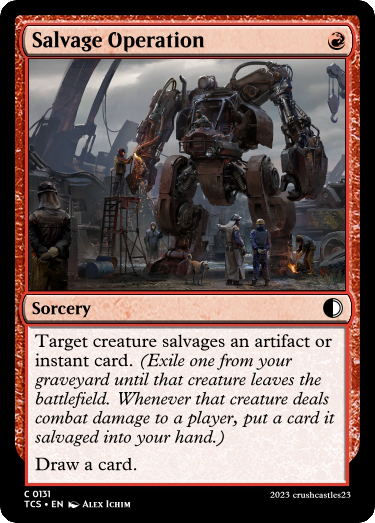 Salvage Operation
Sorcery
Target creature salvages an artifact or
instant card. (Exile one from your
graveyard until that creature leaves the
battlefield. Whenever that creature deals
combat damage to a player, put a card it
salvaged into your hand.)
Draw a card.
C 0131
TCS • EN Alex Ichim
2023 crushcastles23